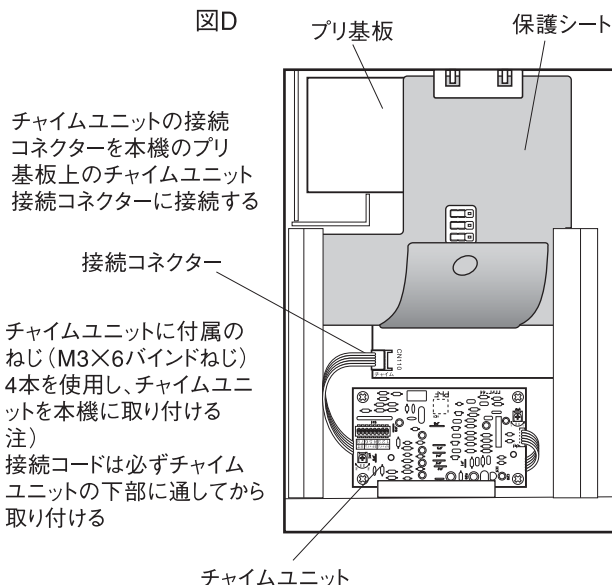 図D
プリ基板
保護シート
チャイムユニットの接続
コネクターを本機のプリ
基板上のチャイムユニット
接続コネクターに接続する
接続コネクター
CN110
チャイム
チャイムユニットに付属の
ねじ（M3×6バインドねじ）
4本を使用し、チャイムユニ
ットを本機に取り付ける
注）
接続コードは必ずチャイム
ユニットの下部に通してから
取り付ける
チャイムユニット